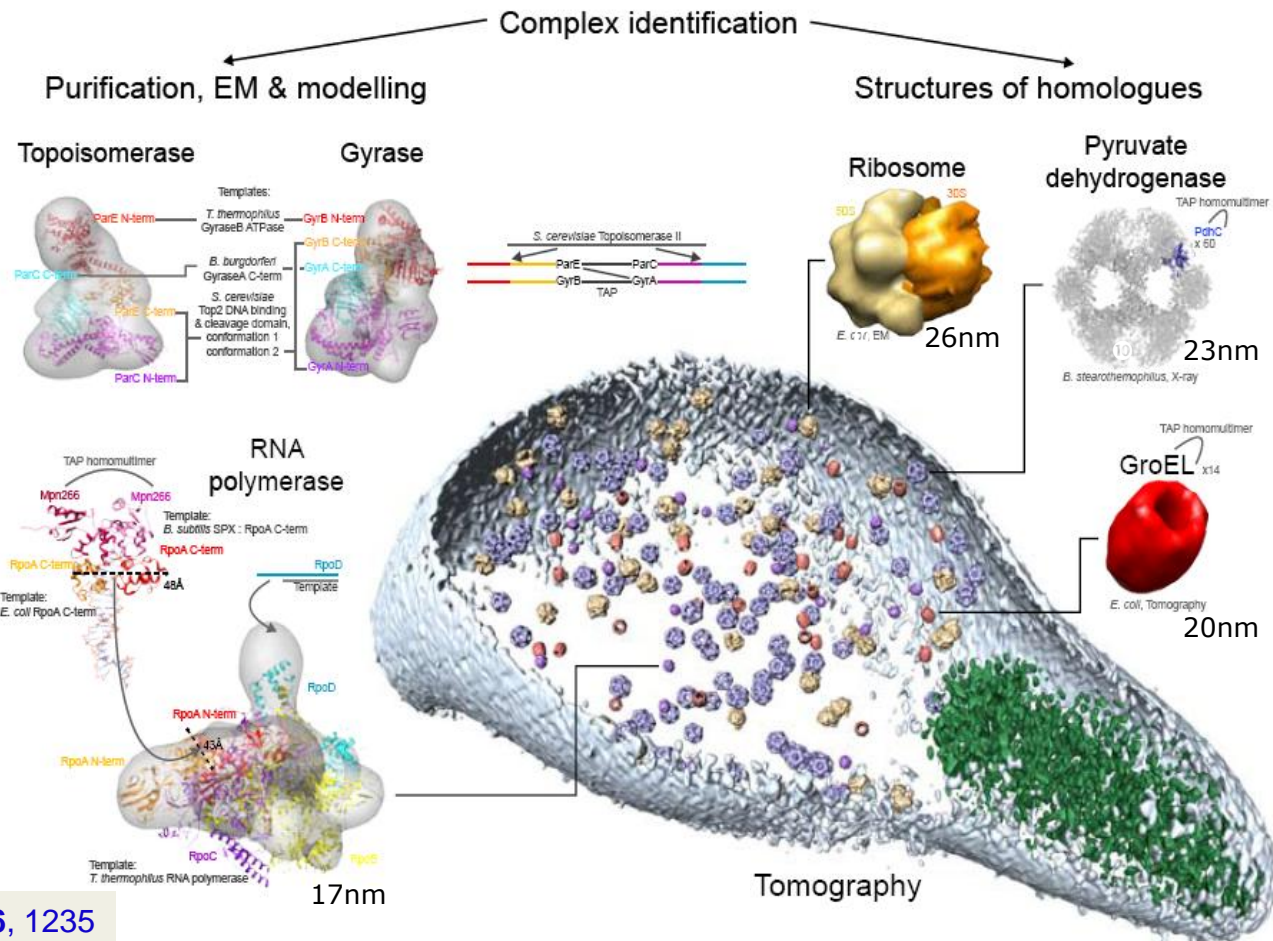 Complex identification
Purification, EM & modelling
Structures of homologues
Topoisomerase
Gyrase
Templates:
ParE N-term
T. thermophilus
GyraseB ATPase
GyrB N-term
GyrB C-term
ParC C-term
B. burgdorferi
GyraseA C-term
GyrA C-term
S. cerevisiae
Top2 DNA binding
& cleavage domain,
conformation 1
conformation 2
ParE C-term
ParC N-term
GyrA N-term
S. cerevisiae Topoisomerase II
ParE
ParC
GyrB
GyrA
TAP
Ribosome
50S
30S
E. coli, EM
26nm
Pyruvate
dehydrogenase
TAP homomultimer
PdhC
x 60
23nm
B. stearothemophilus, X-ray
TAP homomultimer
GroEL
x14
E. coli, Tomography
20nm
TAP homomultimer
Mpn266
Mpn266
RNA
polymerase
Template:
B. subtilis SPX : RpoA C-term
RpoA C-term
RpoA C-term
48Å
Template:
E. coli RpoA C-term
RpoD
Template
RpoD
RpoA N-term
43Å
RpoA N-term
RpoC
RpoB
Template:
T. thermophilus RNA polymerase
17nm
Tomography
6, 1235